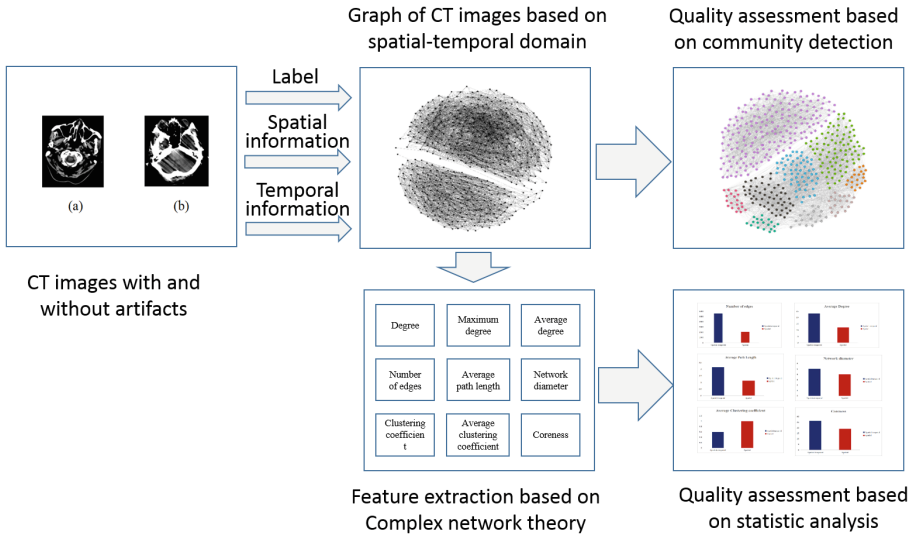 Graph of CT images based on
spatial-temporal domain
Quality assessment based
on community detection
Label
Spatial
information
Temporal
information
(a)
(b)
CT images with and
without artifacts
Degree
Maximum
degree
Average
degree
Number
of edges
Average
path length
Network
diameter
Clustering
coefficien
t
Average
clustering
coefficient
Coreness
Number of edges
Average Degree
Average Path Length
Network diameter
Average Clustering coefficient
Coreness
Feature extraction based on
Complex network theory
Quality assessment based
on statistic analysis